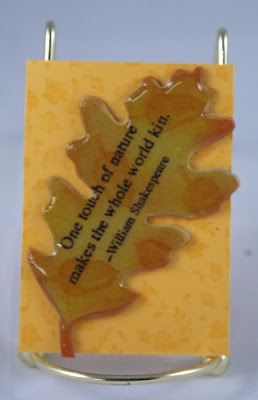 One touch of nature
makes the whole world kin.
-William Shakespeare